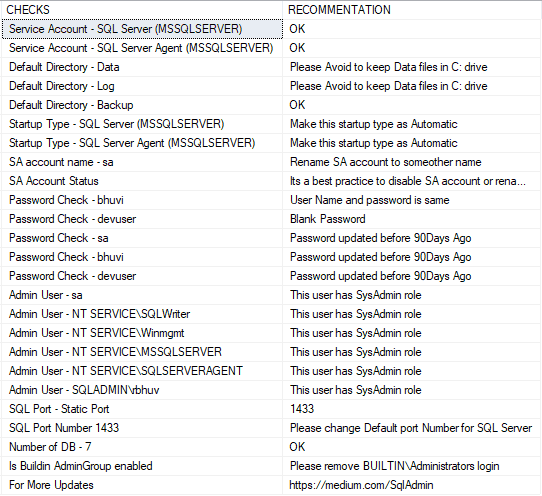 CHECKS RECOMMENTATION
Service Account - SQL Server (MSSQLSERVER) OK
Service Account - SQL Server Agent (MSSQLSERVER) OK
Default Directory - Data Please Avoid to keep Data files in C: drive
Default Directory - Log Please Avoid to keep Data files in C: drive
Default Directory - Backup OK
Startup Type - SQL Server (MSSQLSERVER) Make this startup type as Automatic
Startup Type - SQL Server Agent (MSSQLSERVER) Make this startup type as Automatic
SA account name - sa Rename SA account to someother name
SA Account Status Its a best practice to disable SA account or rena...
Password Check - bhuvi User Name and password is same
Password Check - devuser Blank Password
Password Check - sa Password updated before 90Days Ago
Password Check - bhuvi Password updated before 90Days Ago
Password Check - devuser Password updated before 90Days Ago
Admin User - sa This user has SysAdmin role
Admin User - NT SERVICE\SQLWriter This user has SysAdmin role
Admin User - NT SERVICE\Winmgmt This user has SysAdmin role
Admin User - NT SERVICE\MSSQLSERVER This user has SysAdmin role
Admin User - NT SERVICE\SQLSERVERAGENT This user has SysAdmin role
Admin User - SQLADMIN\rbhuv This user has SysAdmin role
SQL Port - Static Port 1433
SQL Port Number 1433 Please change Default port Number for SQL Server
Number of DB - 7 OK
Is Buildin AdminGroup enabled Please remove BUILTIN\Administrators login
For More Updates https://medium.com/SqlAdmin